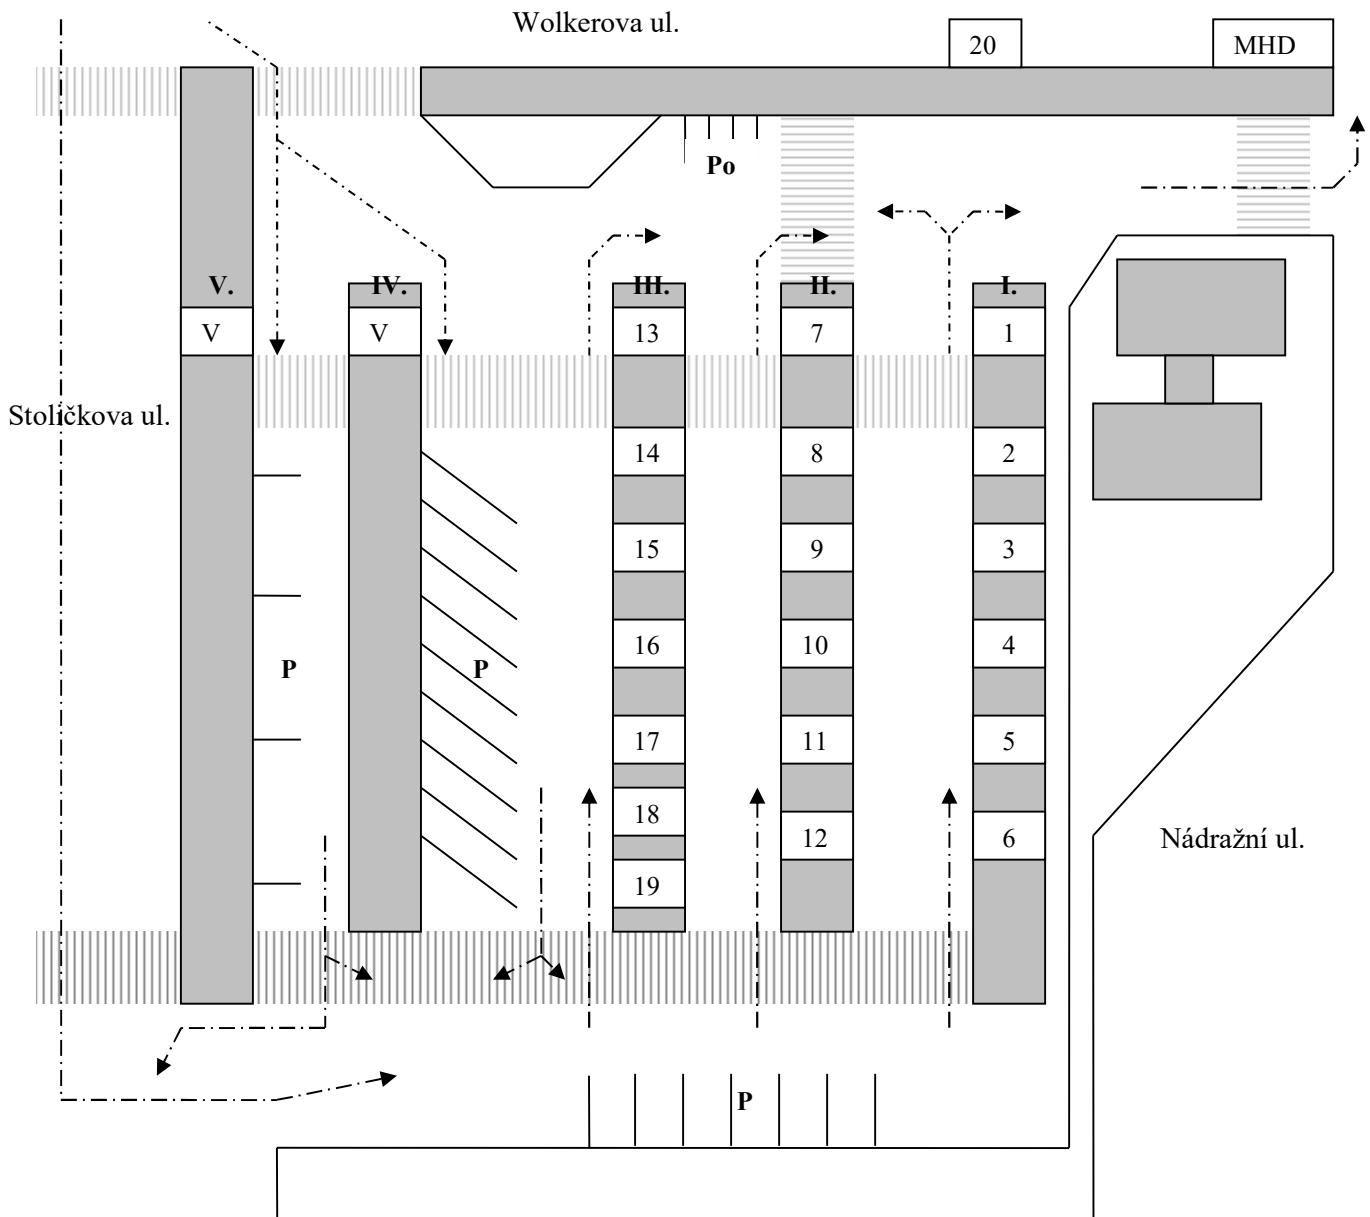 Wolkerova ul.
20
MHD
Po
V.
IV.
III.
II.
I.
V
V
13
7
1
Stoličkova ul.
14
8
2
15
9
3
16
10
4
P
P
17
11
5
18
12
6
Nádražní ul.
19
P